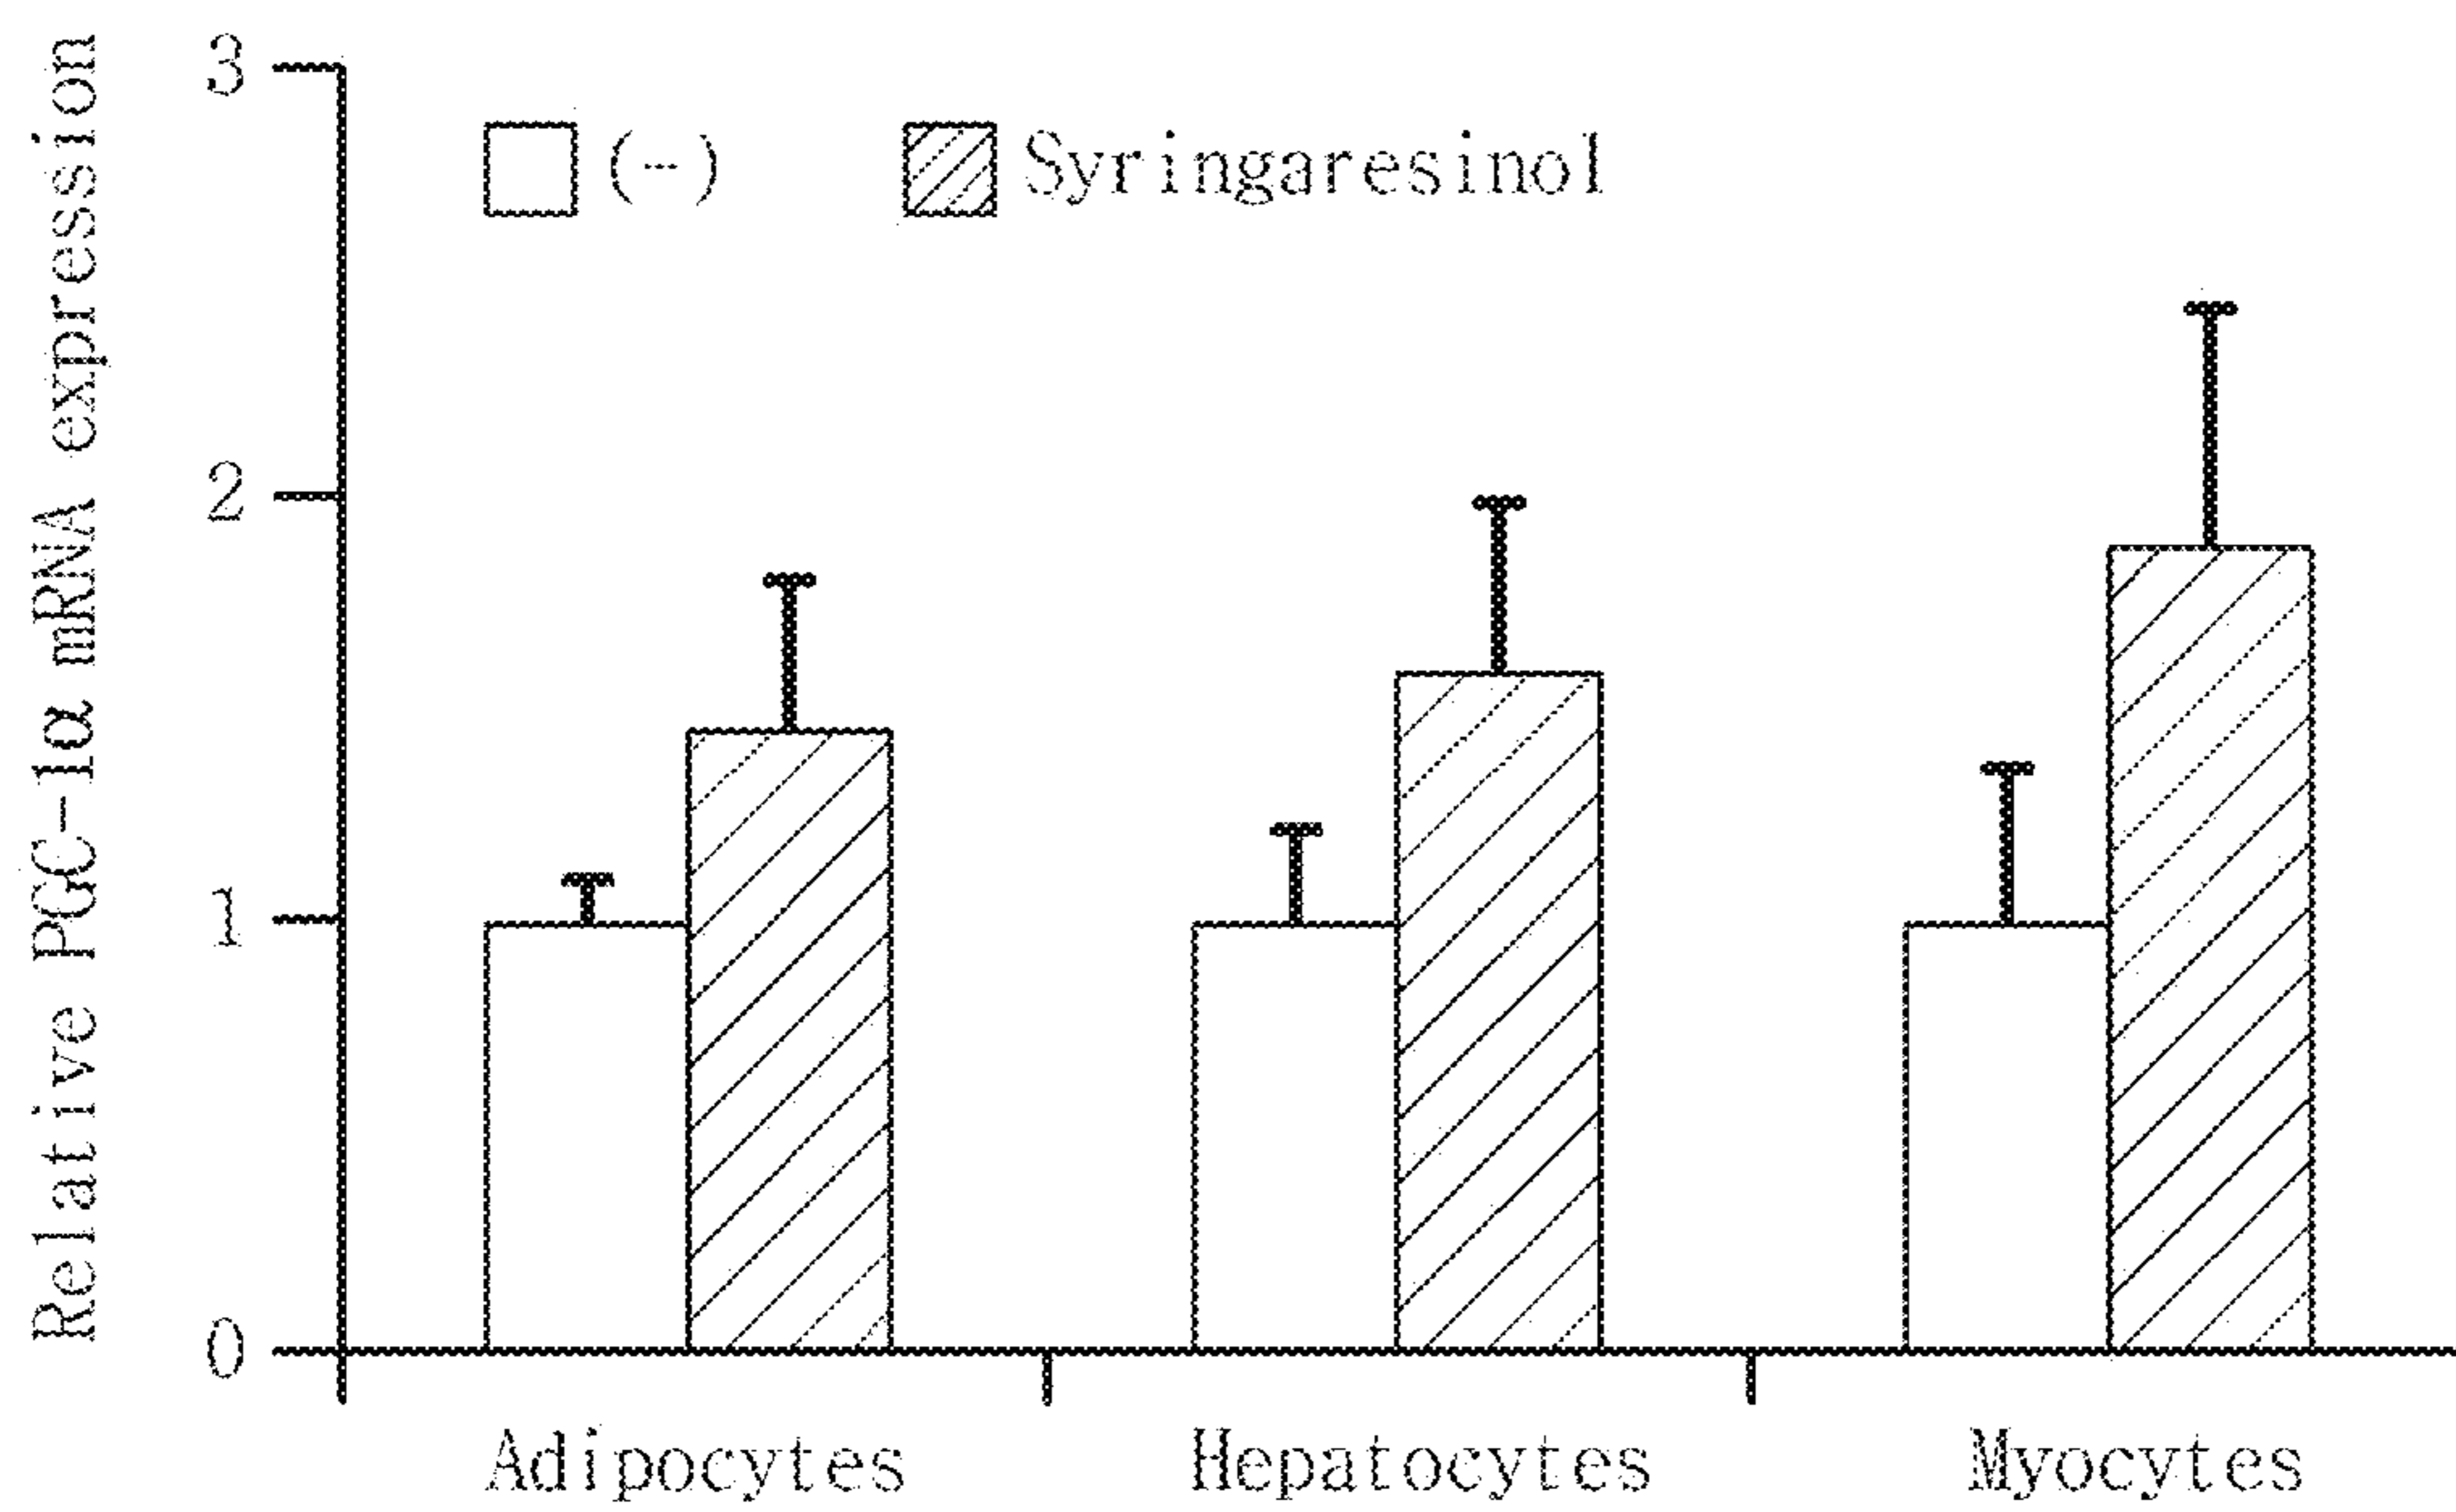 Relative PGC-1α mRNA expression
3
2
1
0
(-)
Syringaresinol
Adipocytes
Hepatocytes
Myocytes